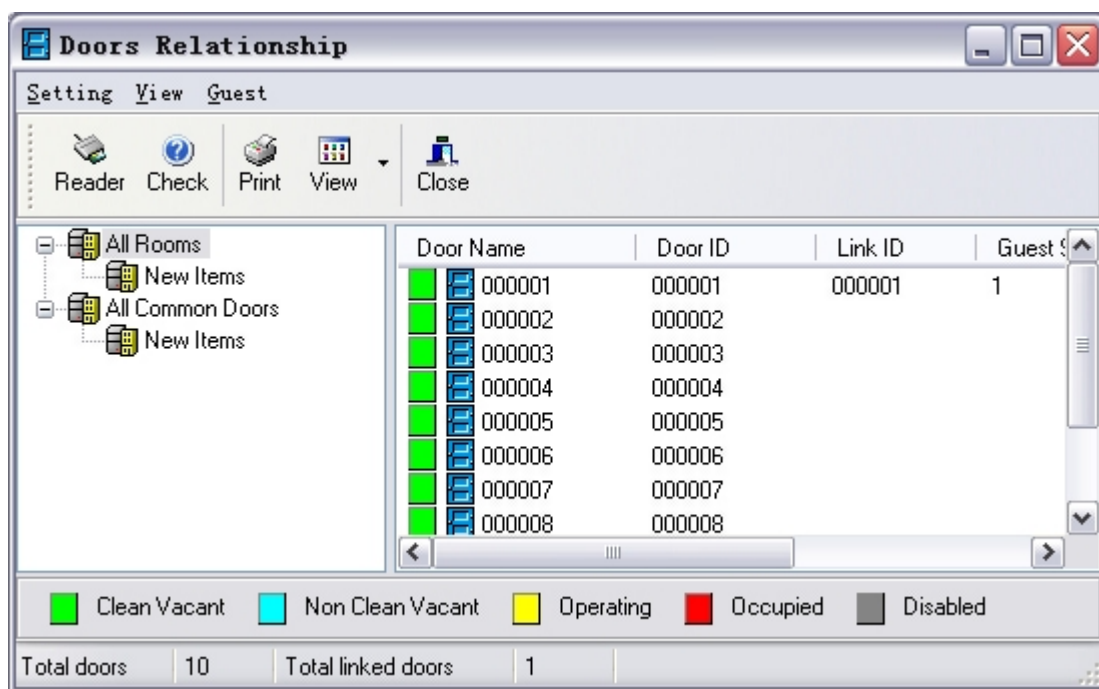 Doors Relationship
Setting View Guest
Reader Check Print View Close
All Rooms
New Items
All Common Doors
New Items
Door Name Door ID Link ID Guest
000001 000001 000001 1
000002 000002
000003 000003
000004 000004
000005 000005
000006 000006
000007 000007
000008 000008
Clean Vacant Non Clean Vacant Operating Occupied Disabled
Total doors 10 Total linked doors 1